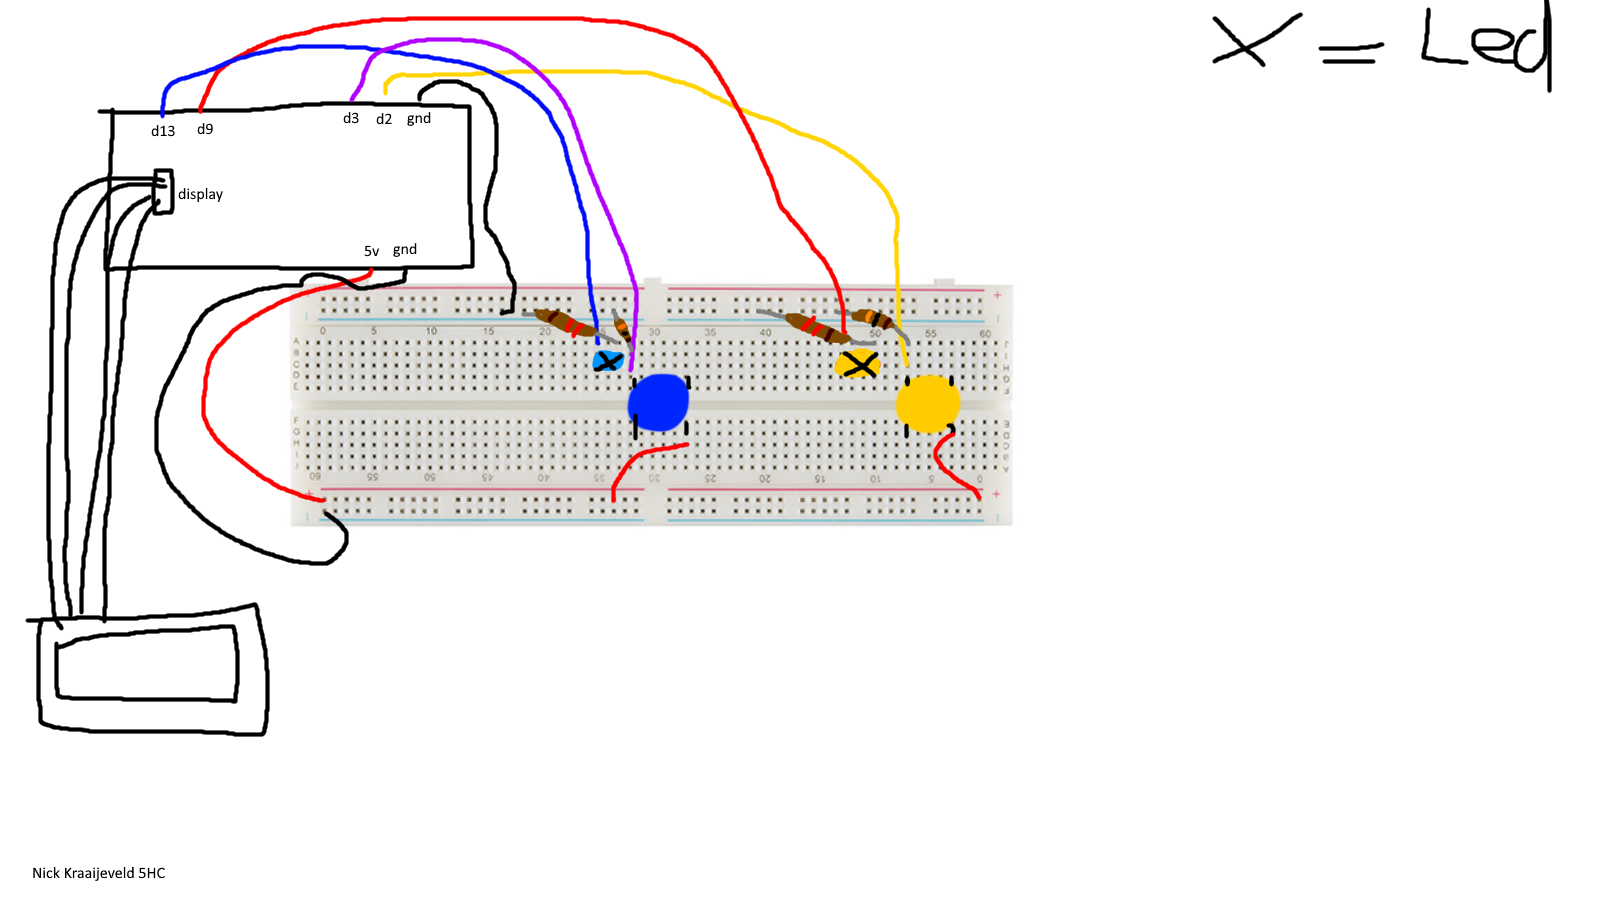 X = Led
d13 d9 d3 d2 gnd
display
5v gnd
+
0 5 10 15 20 25 30 35 40 45 50 55 60
A
B
C
D
E
F
G
H
I
J
60 55 50 45 40 35 30 25 20 15 10 5 0
+ +
Nick Kraaijeveld 5HC